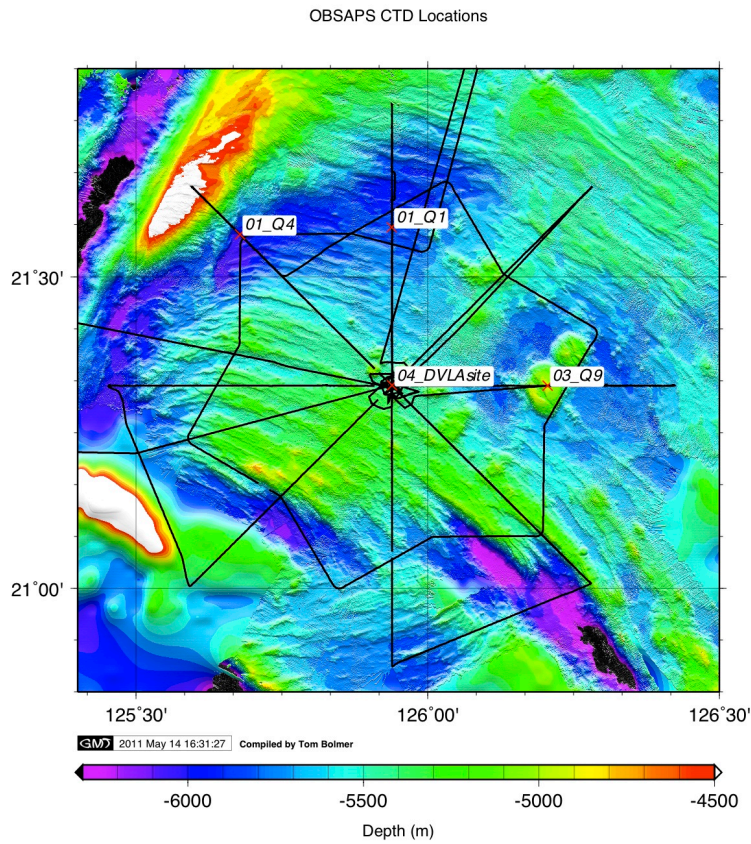 OBSAPS CTD Locations
01_Q4
01_Q1
21˚30'
04_DVLAsite
03_Q9
21˚00'
125˚30'
126˚00'
126˚30'
GMT 2011 May 14 16:31:27 Compiled by Tom Bolmer
-6000
-5500
-5000
-4500
Depth (m)